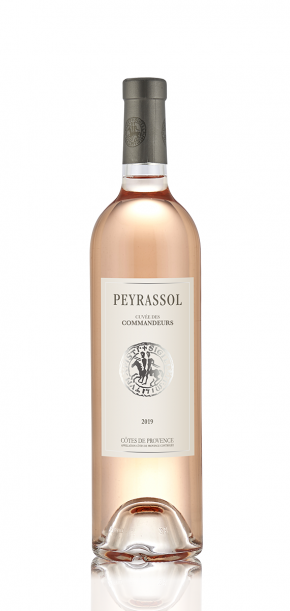 PEYRASSOL
CUVÉE DES
COMMANDEURS
2019
CÔTES DE PROVENCE